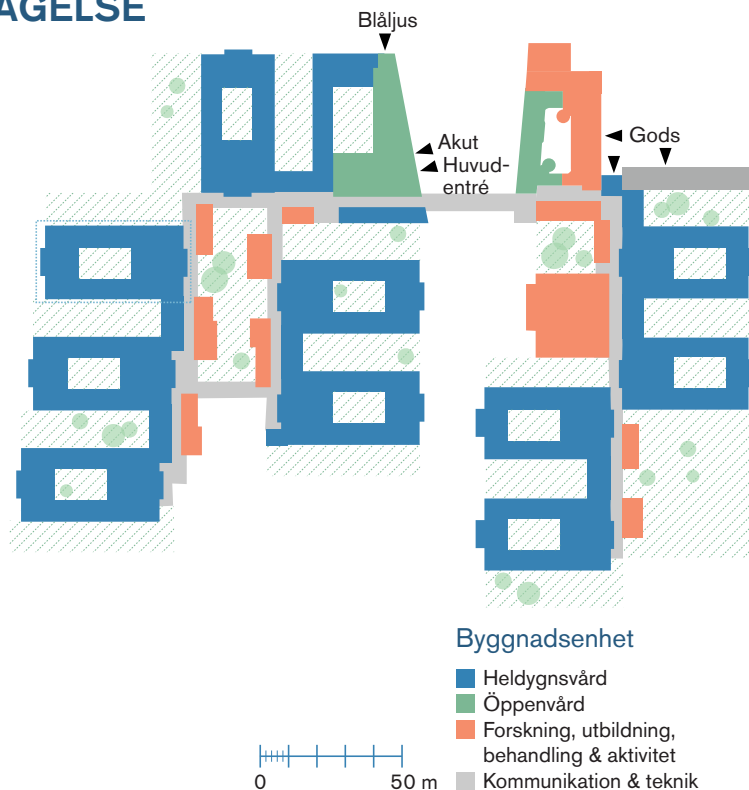 AGELSE
Blåljus
Akut
Huvud-
entré
Gods
Byggnadsenhet
Heldygnsvård
Öppenvård
Forskning, utbildning,
behandling & aktivitet
Kommunikation & teknik
0 50 m